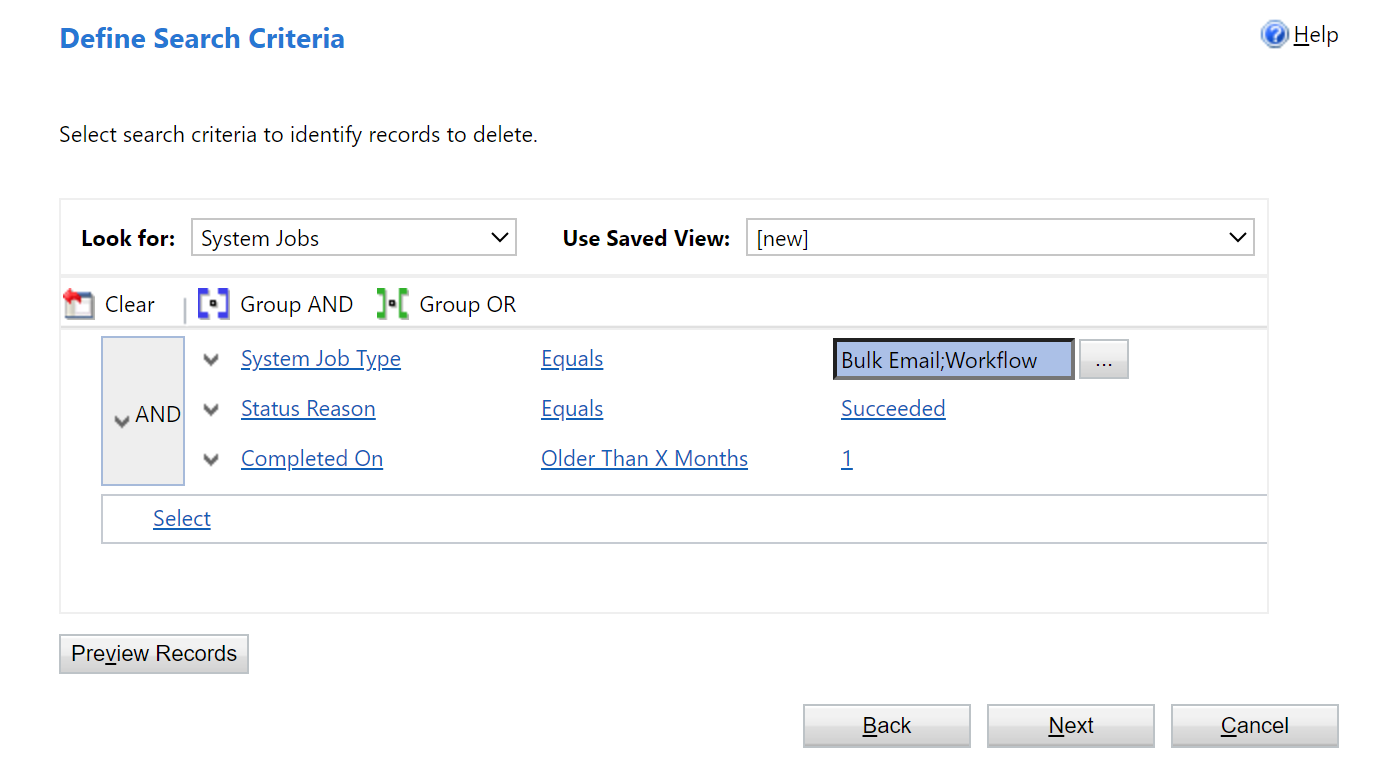 Define Search Criteria
Help
Select search criteria to identify records to delete.
Look for: System Jobs Use Saved View: [new]
Clear Group AND Group OR
System Job Type Equals Bulk Email;Workflow ...
AND
Status Reason Equals Succeeded
Completed On Older Than X Months 1
Select
Preview Records
Back Next Cancel